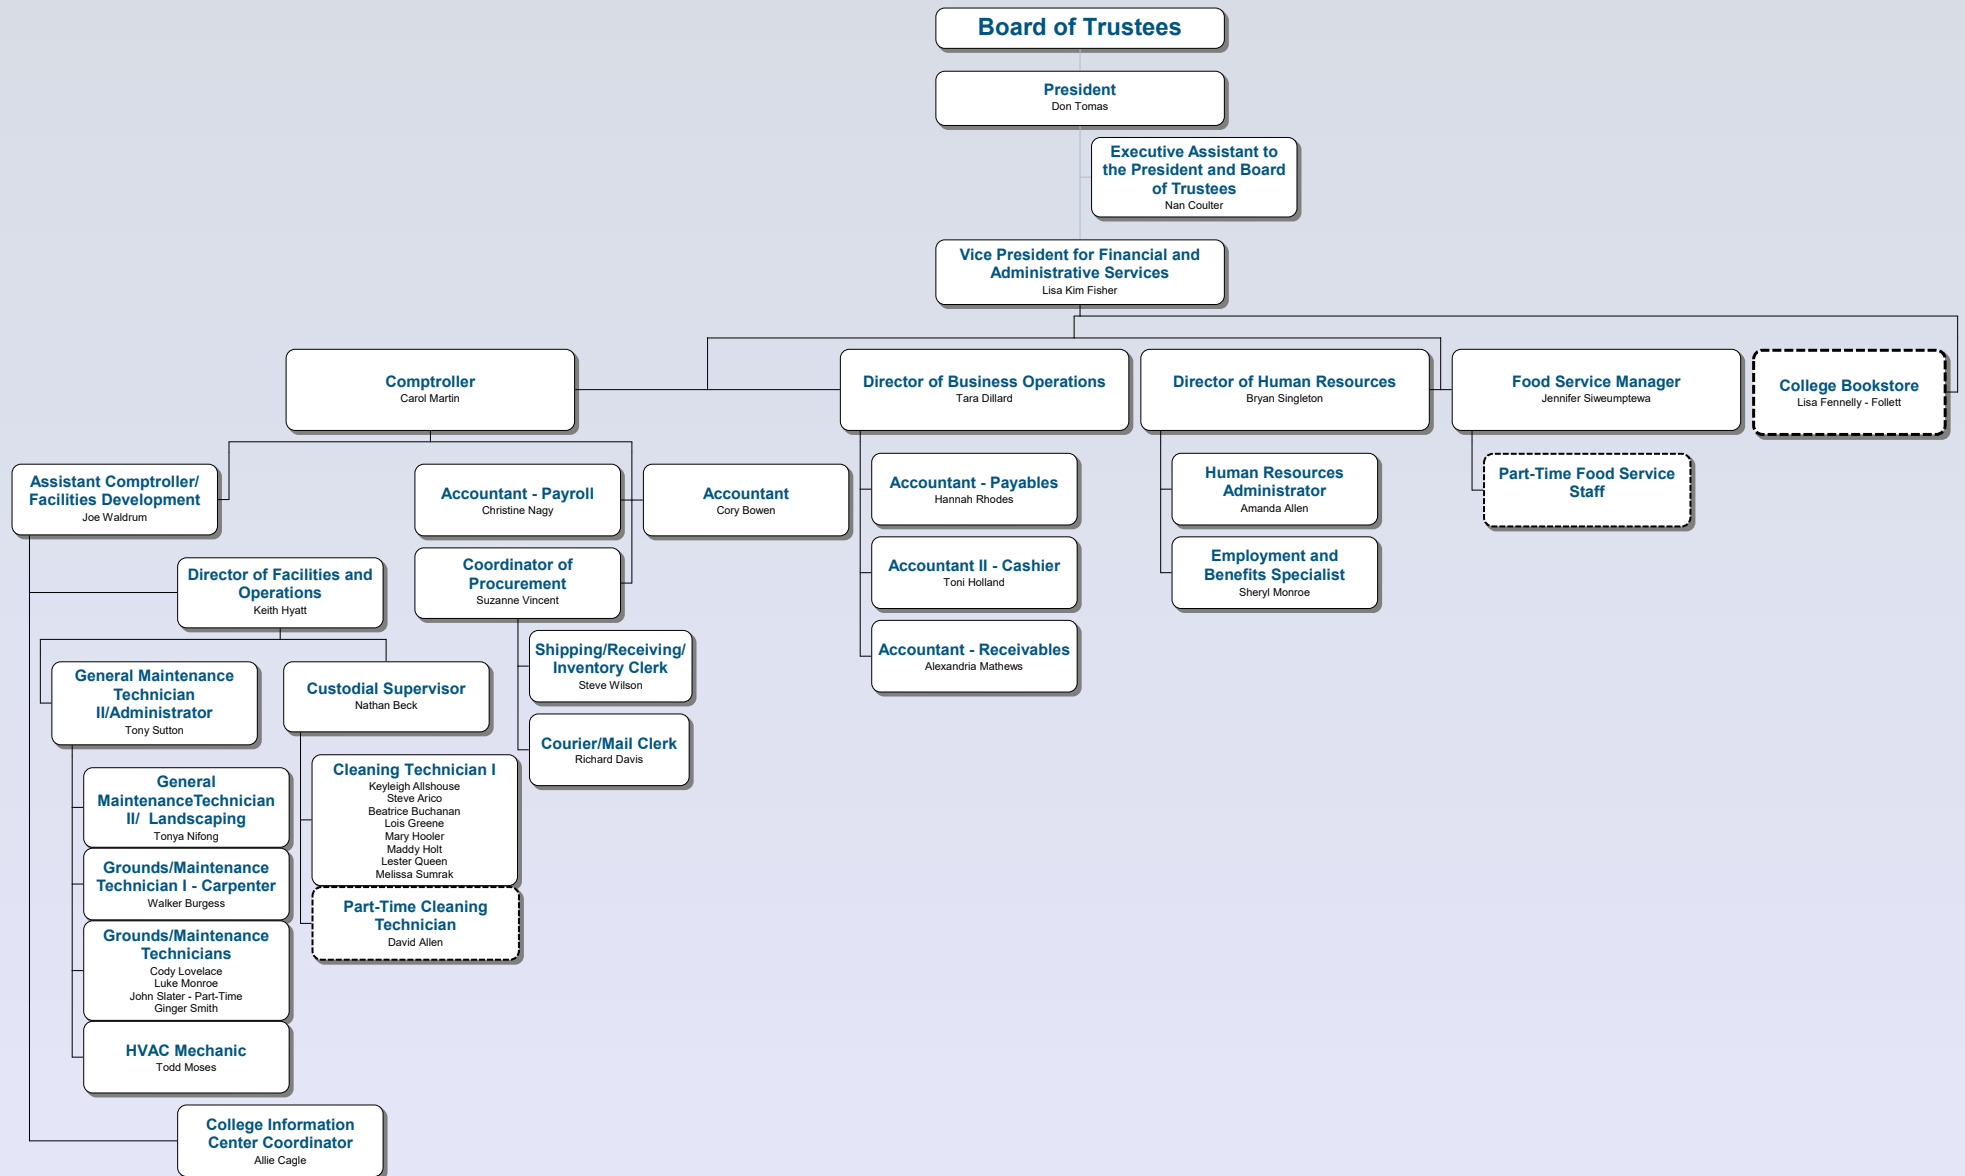 Board of Trustees
President
Don Tomas
Executive Assistant to
the President and Board
of Trustees
Nan Coulter
Vice President for Financial and
Administrative Services
Lisa Kim Fisher
Comptroller
Carol Martin
Director of Business Operations
Tara Dillard
Director of Human Resources
Bryan Singleton
Food Service Manager
Jennifer Siweumptewa
College Bookstore
Lisa Fennelly - Follett
Assistant Comptroller/
Facilities Development
Joe Waldrum
Accountant - Payroll
Christine Nagy
Accountant
Cory Bowen
Accountant - Payables
Hannah Rhodes
Human Resources
Administrator
Amanda Allen
Part-Time Food Service
Staff
Director of Facilities and
Operations
Keith Hyatt
Coordinator of
Procurement
Suzanne Vincent
Accountant II - Cashier
Toni Holland
Employment and
Benefits Specialist
Sheryl Monroe
Shipping/Receiving/
Inventory Clerk
Steve Wilson
Accountant - Receivables
Alexandria Mathews
General Maintenance
Technician
II/Administrator
Tony Sutton
Custodial Supervisor
Nathan Beck
Courier/Mail Clerk
Richard Davis
General
MaintenanceTechnician
II/  Landscaping
Tonya Nifong
Cleaning Technician I
Keyleigh Allshouse
Steve Arico
Beatrice Buchanan
Lois Greene
Mary Hooler
Maddy Holt
Lester Queen
Melissa Sumrak
Grounds/Maintenance
Technician I - Carpenter
Walker Burgess
Part-Time Cleaning
Technician
David Allen
Grounds/Maintenance
Technicians
Cody Lovelace
Luke Monroe
John Slater - Part-Time
Ginger Smith
HVAC Mechanic
Todd Moses
College Information
Center Coordinator
Allie Cagle